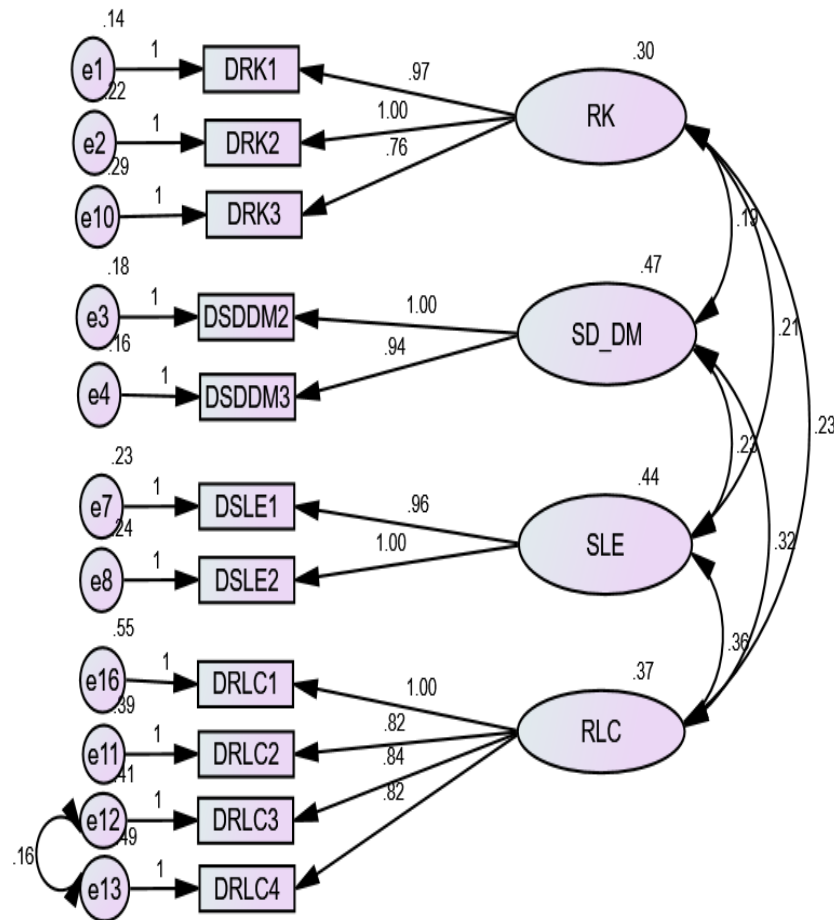 .14
.30
e1 1 DRK1 .97
.22
RK
e2 1 DRK2 1.00
.29 .76
e10 1 DRK3
.19
.18 .47
e3 1 DSDDM2 1.00
.16 SD_DM .21
e4 1 DSDDM3 .94
.23
.23
.23 .44
e7 1 DSLE1 .96
.24 SLE .32
e8 1 DSLE2 1.00
.55 .36
.37
e16 1 DRLC1 1.00
.39 .82
RLC
e11 1 DRLC2 .84
.41 .82
e12 1 DRLC3
.49
.16
e13 1 DRLC4